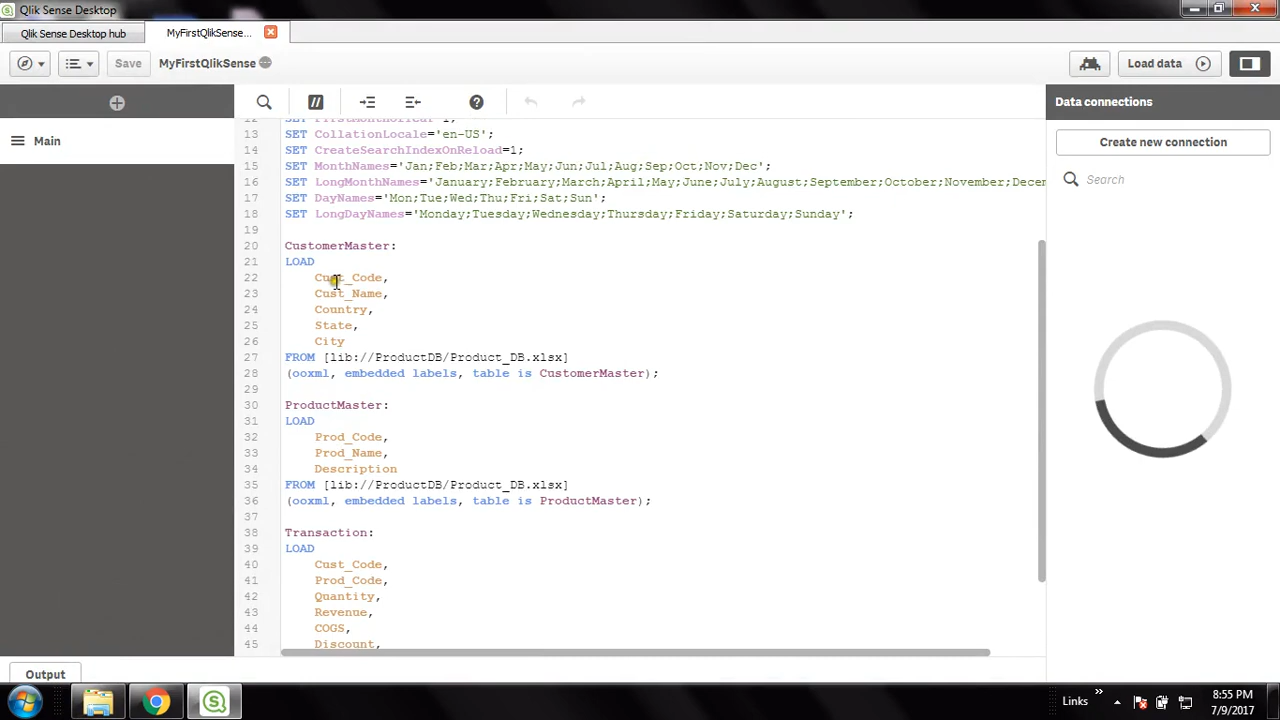 Qlik Sense Desktop
Qlik Sense Desktop hub
MyFirstQlikSense...
Save
MyFirstQlikSense
Load data
//
?
Data connections
Create new connection
Search
Main
13 SET CollationLocale='en-US';
14 SET CreateSearchIndexOnReload=1;
15 SET MonthNames='Jan;Feb;Mar;Apr;May;Jun;Jul;Aug;Sep;Oct;Nov;Dec';
16 SET LongMonthNames='January;February;March;April;May;June;July;August;September;October;November;Decem
17 SET DayNames='Mon;Tue;Wed;Thu;Fri;Sat;Sun';
18 SET LongDayNames='Monday;Tuesday;Wednesday;Thursday;Friday;Saturday;Sunday';
19
20 CustomerMaster:
21 LOAD
22 Cust_Code,
23 Cust_Name,
24 Country,
25 State,
26 City
27 FROM [lib://ProductDB/Product_DB.xlsx]
28 (ooxml, embedded labels, table is CustomerMaster);
29
30 ProductMaster:
31 LOAD
32 Prod_Code,
33 Prod_Name,
34 Description
35 FROM [lib://ProductDB/Product_DB.xlsx]
36 (ooxml, embedded labels, table is ProductMaster);
37
38 Transaction:
39 LOAD
40 Cust_Code,
41 Prod_Code,
42 Quantity,
43 Revenue,
44 COGS,
45 Discount,
Output
Links
8:55 PM
7/9/2017